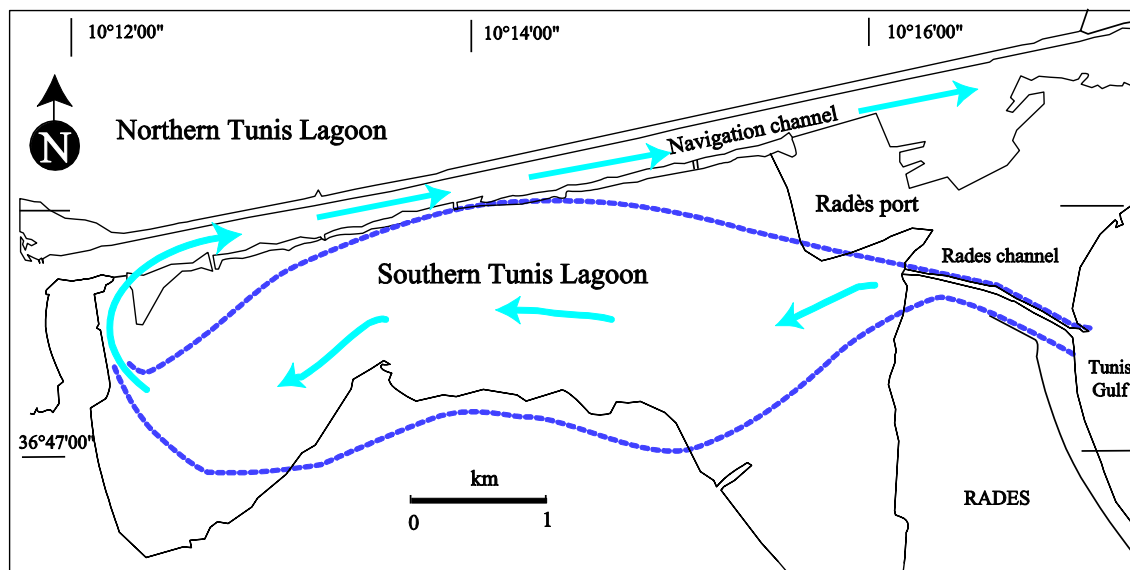 10°12'00"
10°14'00"
10°16'00"
N
Northern Tunis Lagoon
Navigation channel
Radès port
Rades channel
Southern Tunis Lagoon
Tunis
Gulf
36°47'00"
km
0
1
RADES